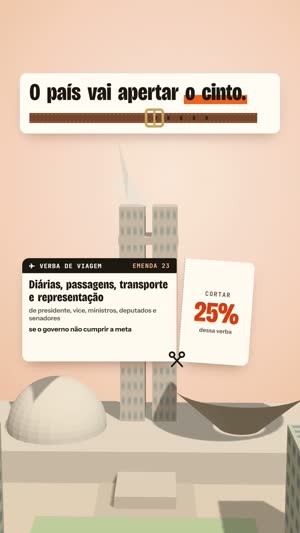 O país vai apertar o cinto.
VERBA DE VIAGEM
EMENDA 23
Diárias, passagens, transporte
e representação
de presidente, vice, ministros, deputados e
senadores
se o governo não cumprir a meta
CORTAR
25%
dessa verba